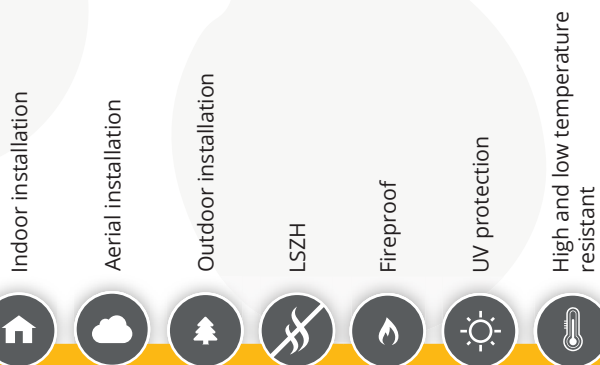 Indoor installation
Aerial installation
Outdoor installation
LSZH
Fireproof
UV protection
High and low temperature
resistant